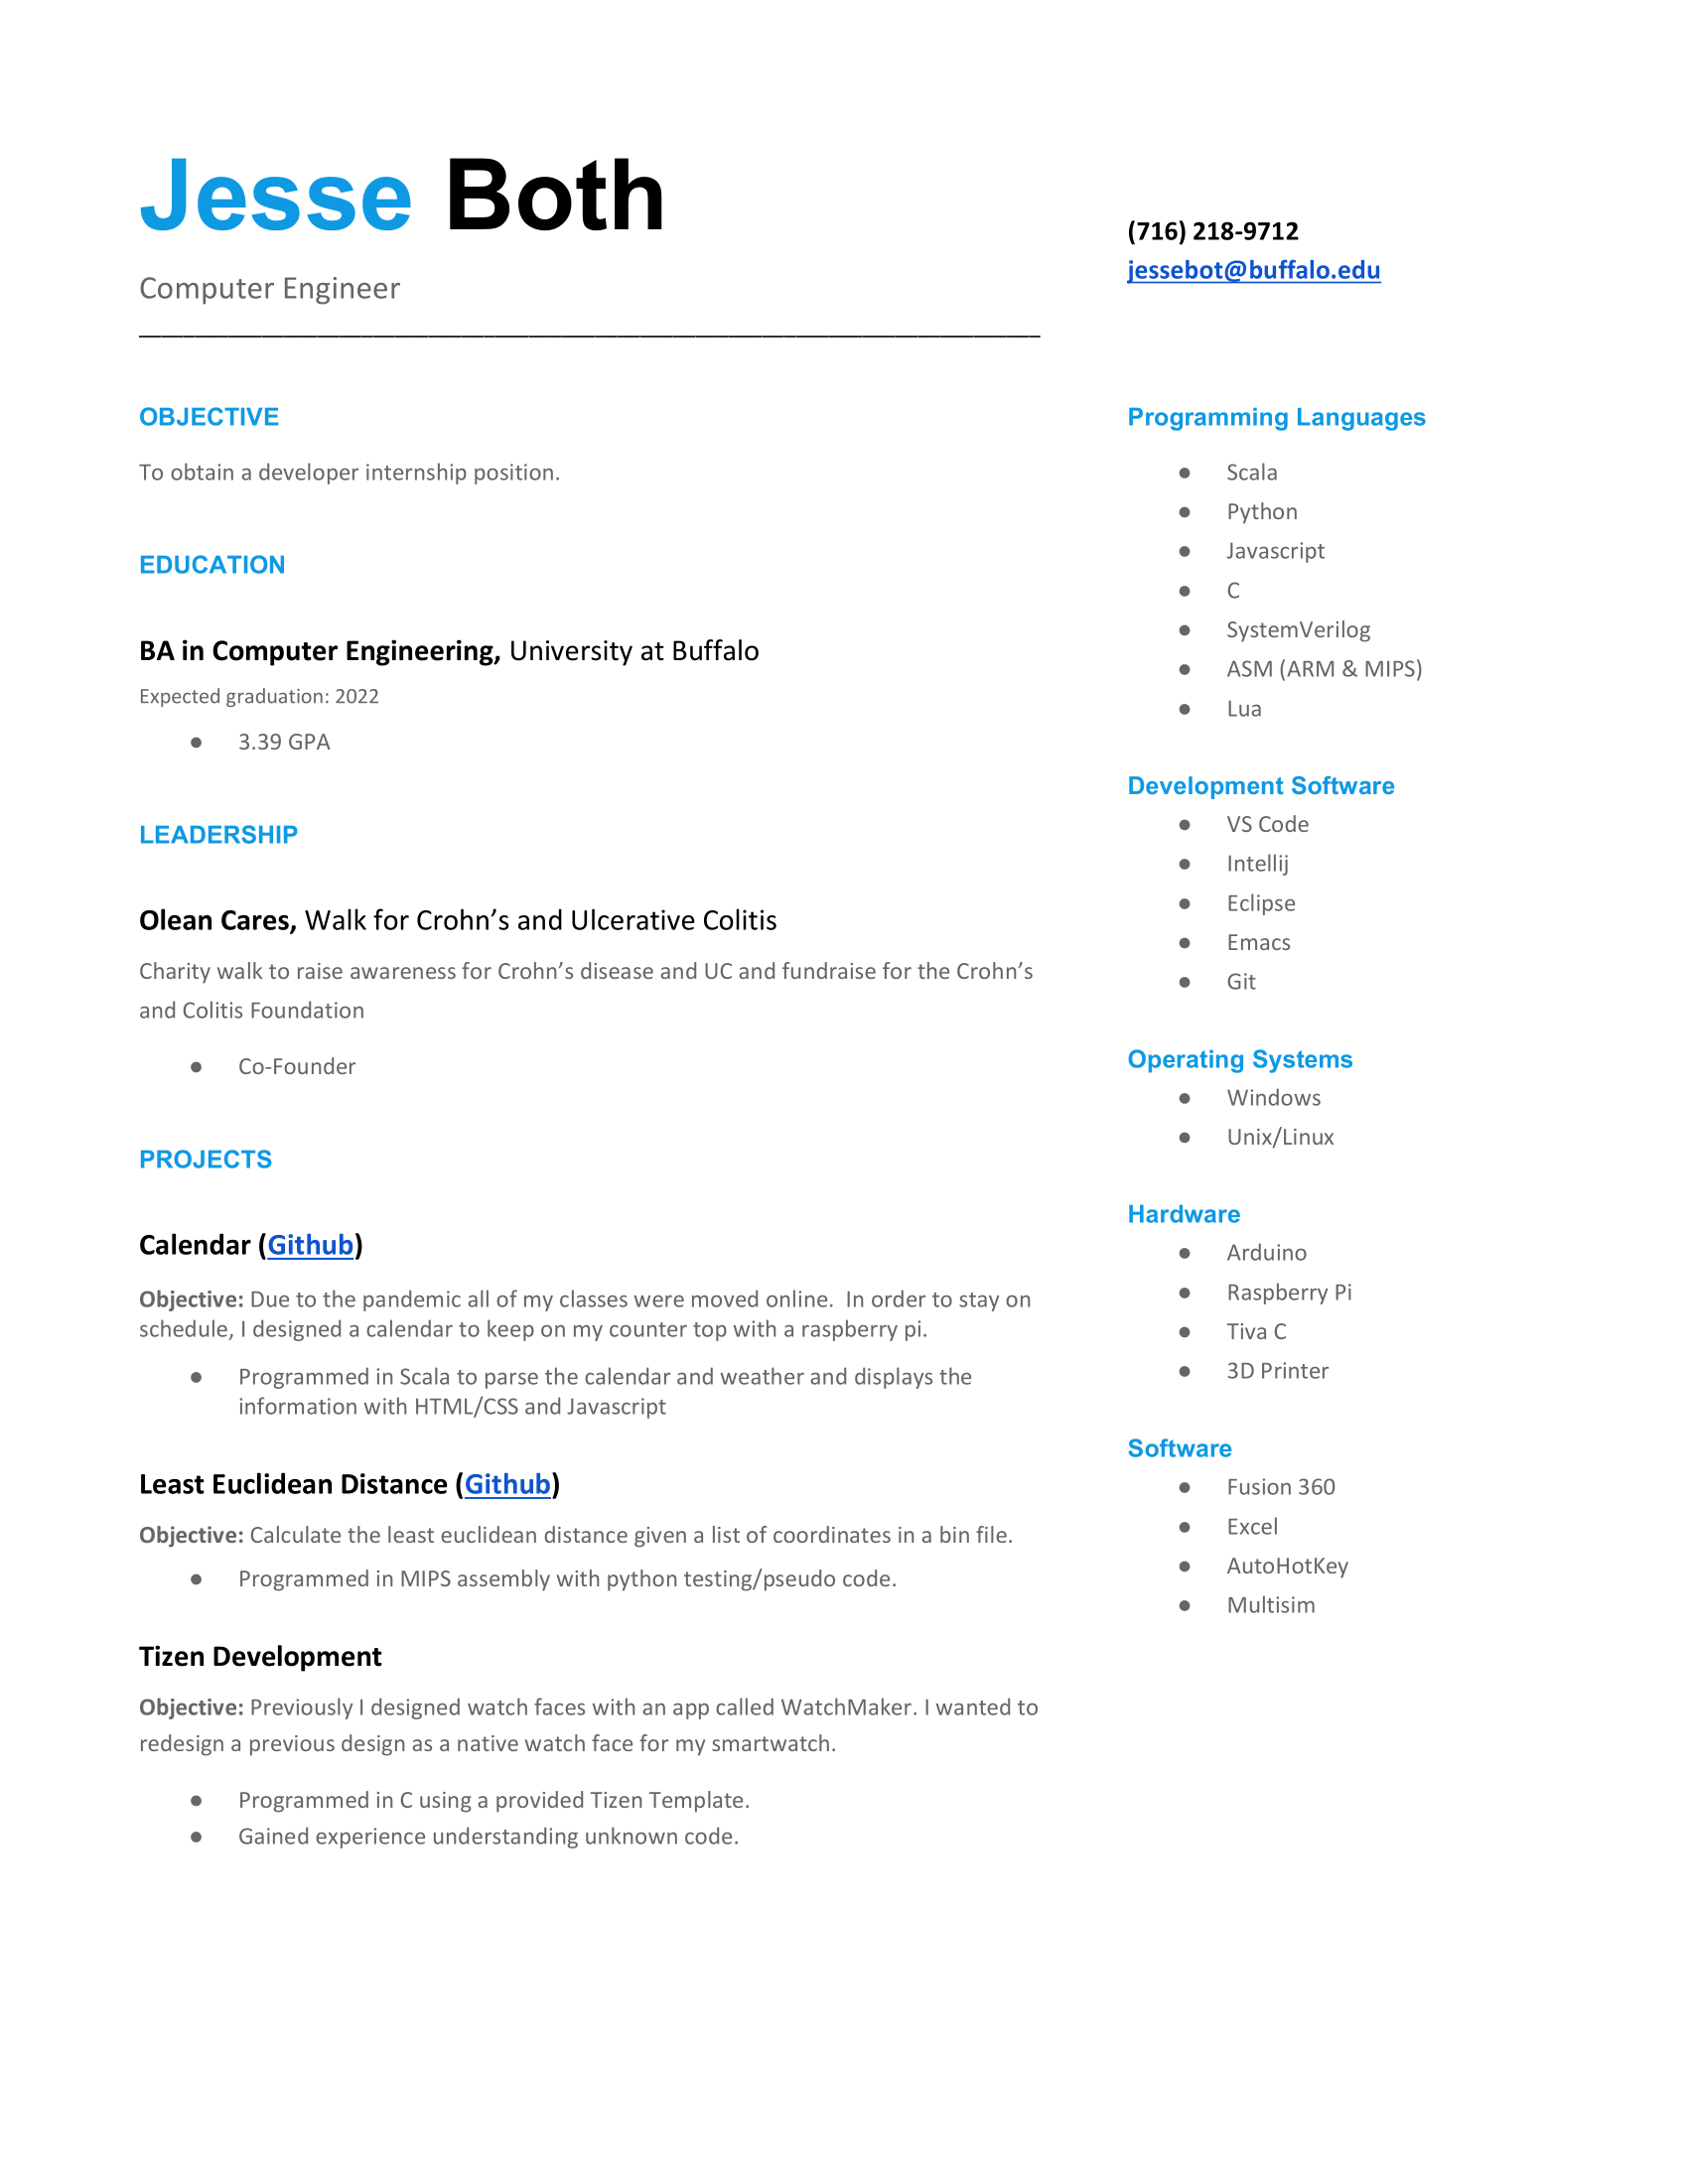 Jesse Both
Computer Engineer
(716) 218-9712
jessebot@buffalo.edu
OBJECTIVE
To obtain a developer internship position.
EDUCATION
BA in Computer Engineering, University at Buffalo
Expected graduation: 2022
● 3.39 GPA
LEADERSHIP
Olean Cares, Walk for Crohn’s and Ulcerative Colitis
Charity walk to raise awareness for Crohn’s disease and UC and fundraise for the Crohn’s
and Colitis Foundation
● Co-Founder
PROJECTS
Calendar (Github)
Objective: Due to the pandemic all of my classes were moved online.  In order to stay on
schedule, I designed a calendar to keep on my counter top with a raspberry pi.
● Programmed in Scala to parse the calendar and weather and displays the
information with HTML/CSS and Javascript
Least Euclidean Distance (Github)
Objective: Calculate the least euclidean distance given a list of coordinates in a bin file.
● Programmed in MIPS assembly with python testing/pseudo code.
Tizen Development
Objective: Previously I designed watch faces with an app called WatchMaker. I wanted to
redesign a previous design as a native watch face for my smartwatch.
● Programmed in C using a provided Tizen Template.
● Gained experience understanding unknown code.
Programming Languages
● Scala
● Python
● Javascript
● C
● SystemVerilog
● ASM (ARM & MIPS)
● Lua
Development Software
● VS Code
● Intellij
● Eclipse
● Emacs
● Git
Operating Systems
● Windows
● Unix/Linux
Hardware
● Arduino
● Raspberry Pi
● Tiva C
● 3D Printer
Software
● Fusion 360
● Excel
● AutoHotKey
● Multisim